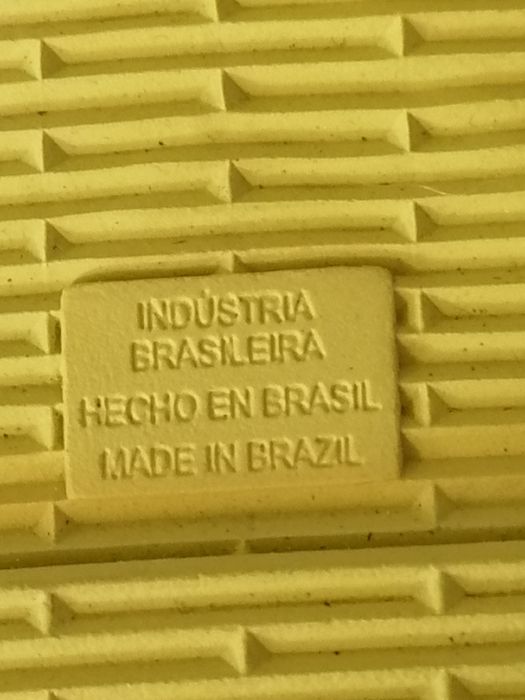 INDÚSTRIA
BRASILEIRA
HECHO EN BRASIL
MADE IN BRAZIL